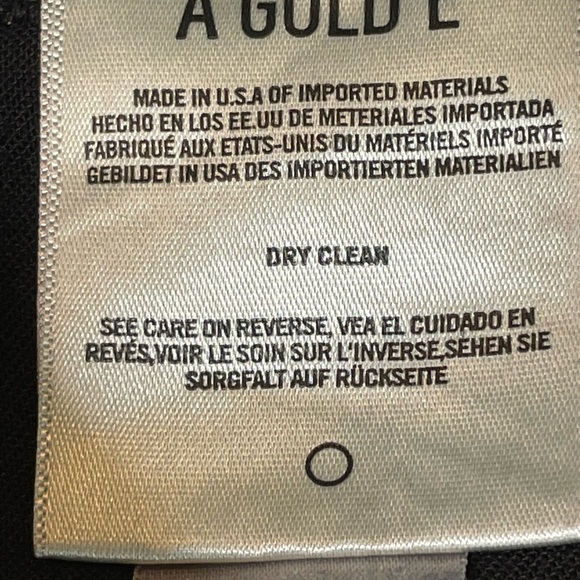 A GOLD E
MADE IN U.S.A OF IMPORTED MATERIALS
HECHO EN LOS EE.UU DE METERIALES IMPORTADA
FABRIQUÉ AUX ETATS-UNIS DU MATÉRIELS IMPORTÉ
GEBILDET IN USA DES IMPORTIERTEN MATERIALIEN
DRY CLEAN
SEE CARE ON REVERSE, VEA EL CUIDADO EN
REVÉS,VOIR LE SOIN SUR L'INVERSE,SEHEN SIE
SORGFALT AUF RÜCKSEITE